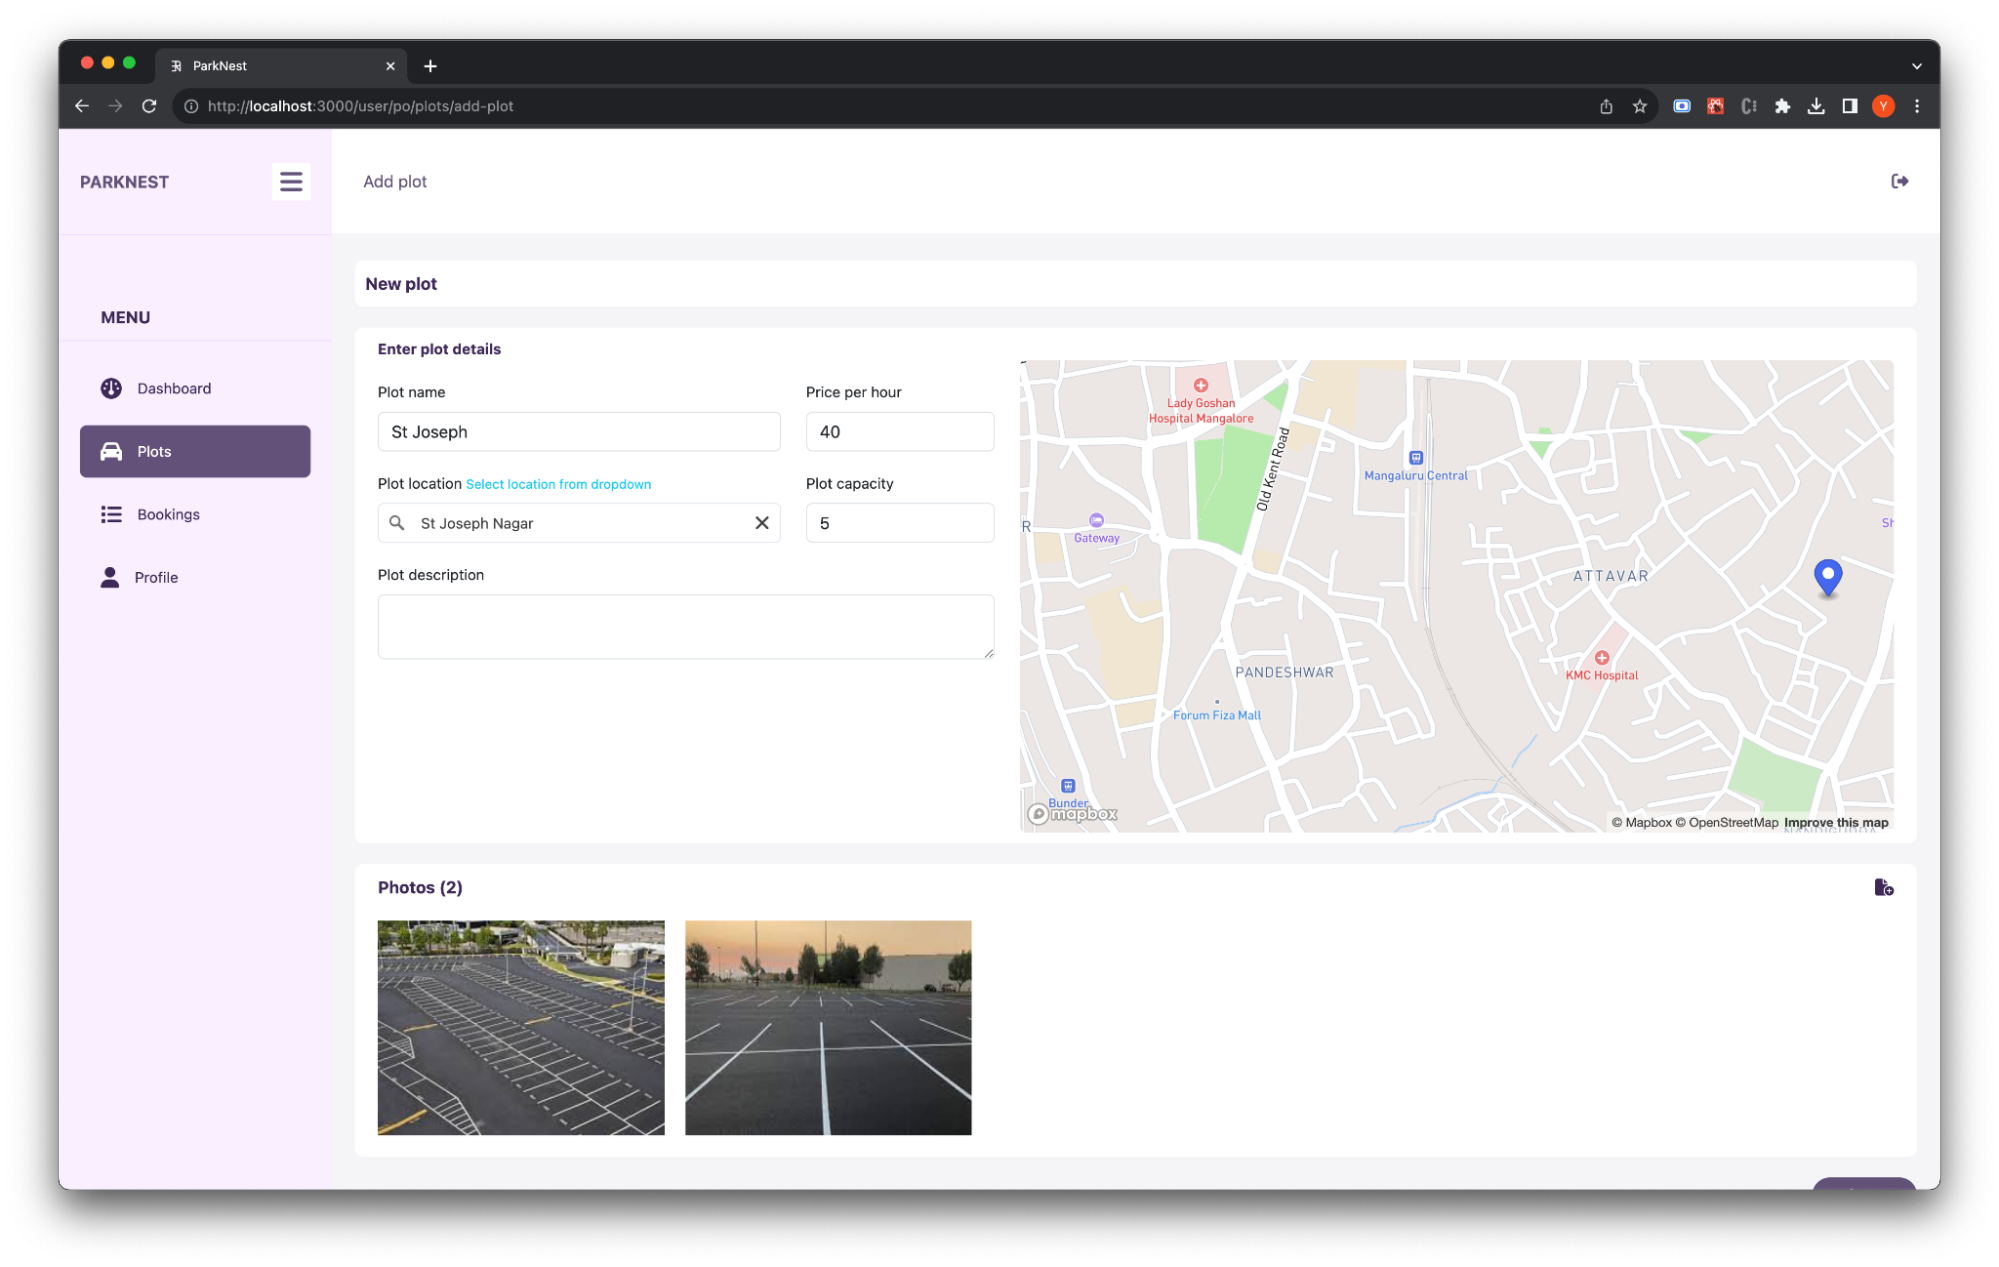 ParkNest
http://localhost:3000/user/po/plots/add-plot
Y
PARKNEST
Add plot
MENU
Dashboard
Plots
Bookings
Profile
New plot
Enter plot details
Plot name
Price per hour
St Joseph
40
Plot location Select location from dropdown
Plot capacity
St Joseph Nagar
5
Plot description
Lady Goshan
Hospital Mangalore
Old Kent Road
Mangaluru Central
R
Gateway
Sh
ATTAVAR
KMC Hospital
PANDESHWAR
Forum Fiza Mall
Bunder
mapbox
© Mapbox © OpenStreetMap Improve this map
Photos (2)